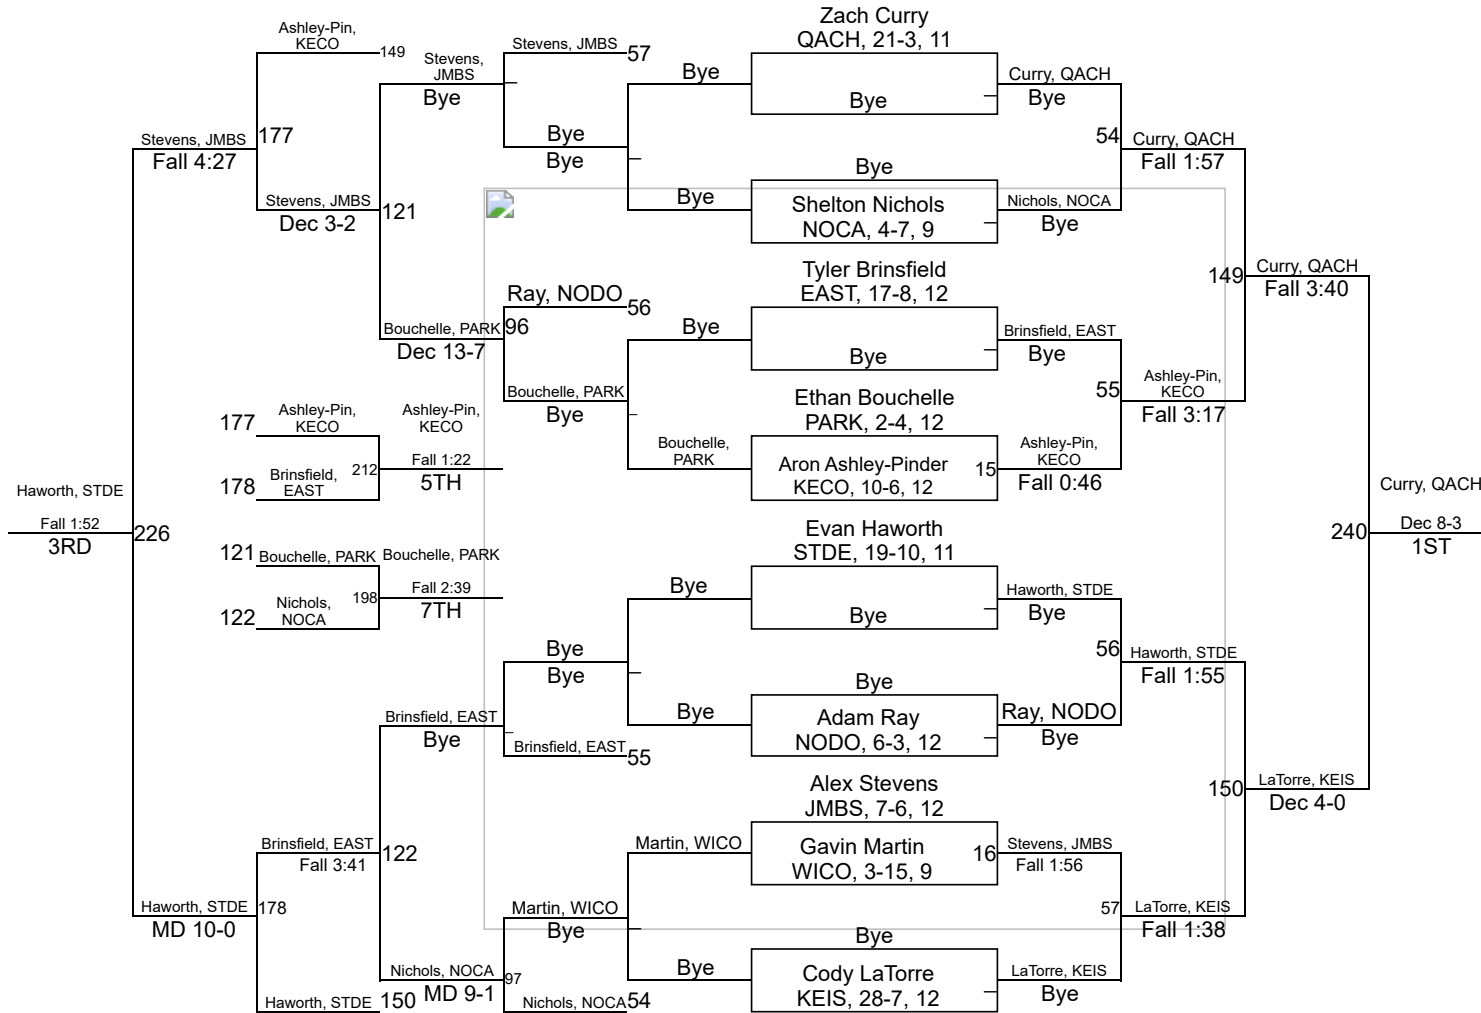 Zach Curry
QACH, 21-3, 11
Ashley-Pin,
KECO
149
Stevens, JMBS
57
Stevens,
JMBS
Bye
Bye
Bye
Curry, QACH
Bye
Bye
Bye
54
Curry, QACH
Fall 1:57
177
Stevens, JMBS
Fall 4:27
Bye
Bye
Shelton Nichols
NOCA, 4-7, 9
Nichols, NOCA
Bye
Stevens, JMBS
Dec 3-2
121
Tyler Brinsfield
EAST, 17-8, 12
149
Curry, QACH
Fall 3:40
Ray, NODO
56
Bouchelle, PARK
96
Dec 13-7
Bye
Bye
Brinsfield, EAST
Bye
Bouchelle, PARK
Bye
Ethan Bouchelle
PARK, 2-4, 12
55
Ashley-Pin,
KECO
Fall 3:17
177
Ashley-Pin,
KECO
Ashley-Pin,
KECO
Bouchelle,
PARK
Aron Ashley-Pinder
KECO, 10-6, 12
15
Ashley-Pin,
KECO
Fall 0:46
178
Brinsfield,
EAST
212
Fall 1:22
5TH
Haworth, STDE
Fall 1:52
3RD
226
Curry, QACH
240
Dec 8-3
1ST
Evan Haworth
STDE, 19-10, 11
121
Bouchelle, PARK
Bouchelle, PARK
122
Nichols,
NOCA
198
Fall 2:39
7TH
Bye
Bye
Haworth, STDE
Bye
Bye
Bye
56
Haworth, STDE
Fall 1:55
Bye
Bye
Adam Ray
NODO, 6-3, 12
Ray, NODO
Bye
Brinsfield, EAST
Bye
Brinsfield, EAST
55
Alex Stevens
JMBS, 7-6, 12
150
LaTorre, KEIS
Dec 4-0
Brinsfield, EAST
Fall 3:41
122
Martin, WICO
Gavin Martin
WICO, 3-15, 9
16
Stevens, JMBS
Fall 1:56
Haworth, STDE
MD 10-0
178
Martin, WICO
Bye
57
LaTorre, KEIS
Fall 1:38
Bye
Bye
Cody LaTorre
KEIS, 28-7, 12
LaTorre, KEIS
Bye
Nichols, NOCA
MD 9-1
97
Haworth, STDE
150
Nichols, NOCA
54